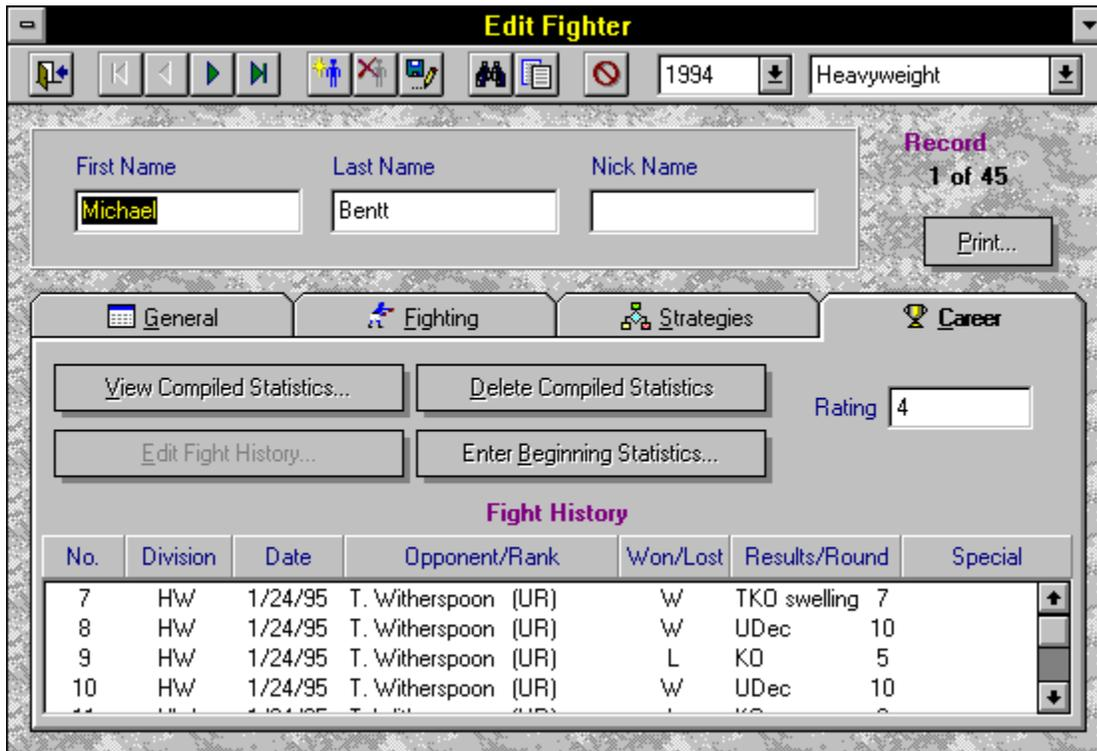 Edit Fighter
1994 Heavyweight
First Name Last Name Nick Name
Michael Bentt
Record
1 of 45
Print...
General Fighting Strategies Career
View Compiled Statistics... Delete Compiled Statistics
Rating 4
Edit Fight History... Enter Beginning Statistics...
Fight History
No. Division Date Opponent/Rank Won/Lost Results/Round Special
7 HW 1/24/95 T. Witherspoon (UR) W TKO swelling 7
8 HW 1/24/95 T. Witherspoon (UR) W UDec 10
9 HW 1/24/95 T. Witherspoon (UR) L KO 5
10 HW 1/24/95 T. Witherspoon (UR) W UDec 10